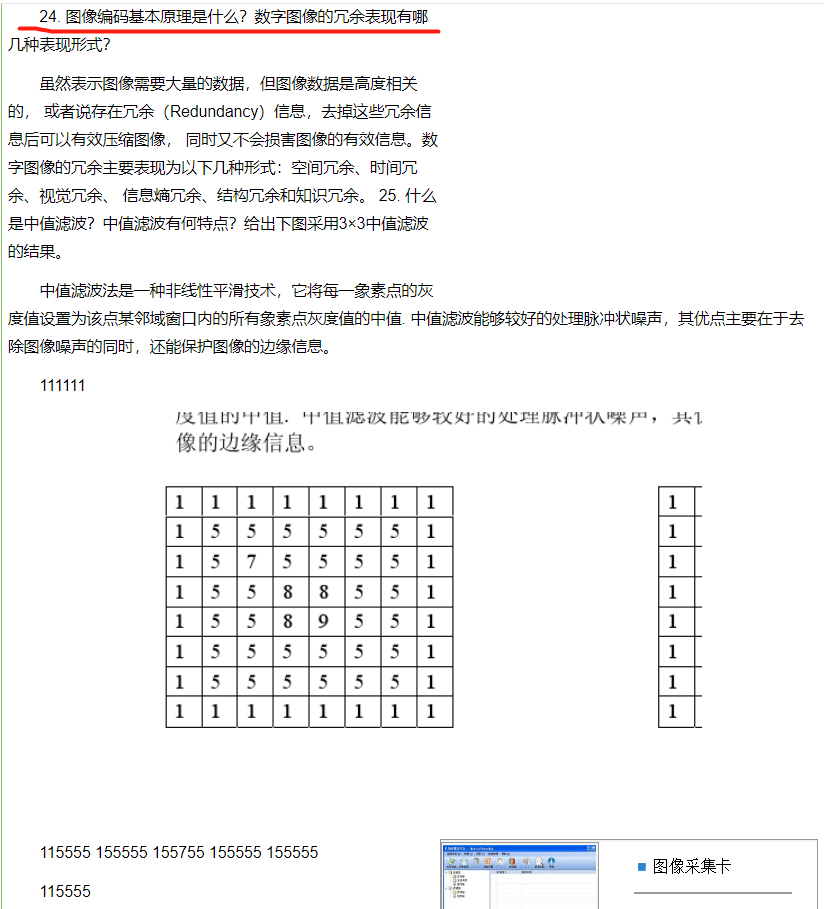 24. 图像编码基本原理是什么？数字图像的冗余表现有哪
几种表现形式？
虽然表示图像需要大量的数据，但图像数据是高度相关
的， 或者说存在冗余（Redundancy）信息，去掉这些冗余信
息后可以有效压缩图像， 同时又不会损害图像的有效信息。数
字图像的冗余主要表现为以下几种形式：空间冗余、时间冗
余、视觉冗余、 信息熵冗余、结构冗余和知识冗余。 25. 什么
是中值滤波？中值滤波有何特点？给出下图采用3×3中值滤波
的结果。
中值滤波法是一种非线性平滑技术，它将每一象素点的灰
度值设置为该点某邻域窗口内的所有象素点灰度值的中值. 中值滤波能够较好的处理脉冲状噪声，其优点主要在于去
除图像噪声的同时，还能保护图像的边缘信息。
111111
度值的中值. 中值滤波能够较好的处理脉冲状噪声，其
像的边缘信息。
1 1 1 1 1 1 1 1 1
1 5 5 5 5 5 5 1 1
1 5 7 5 5 5 5 1 1
1 5 5 8 8 5 5 1 1
1 5 5 8 9 5 5 1 1
1 5 5 5 5 5 5 1 1
1 5 5 5 5 5 5 1 1
1 1 1 1 1 1 1 1 1
115555 155555 155755 155555 155555
图像采集卡
115555